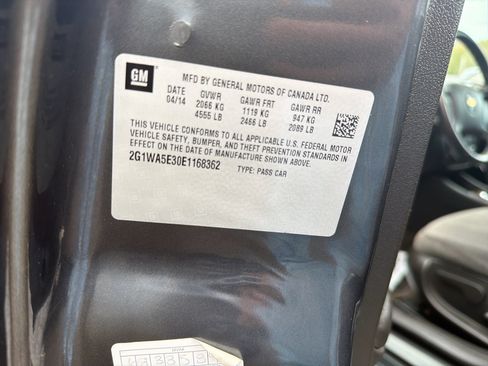 GM
MFD BY GENERAL MOTORS OF CANADA LTD.
DATE GVWR GAWR FRT GAWR RR
04/14 2066 KG 1119 KG 947 KG
4555 LB 2466 LB 2089 LB
THIS VEHICLE CONFORMS TO ALL APPLICABLE U.S. FEDERAL MOTOR
VEHICLE SAFETY, BUMPER, AND THEFT PREVENTION STANDARDS IN
EFFECT ON THE DATE OF MANUFACTURE SHOWN ABOVE.
2G1WA5E30E1168362 TYPE: PASS CAR